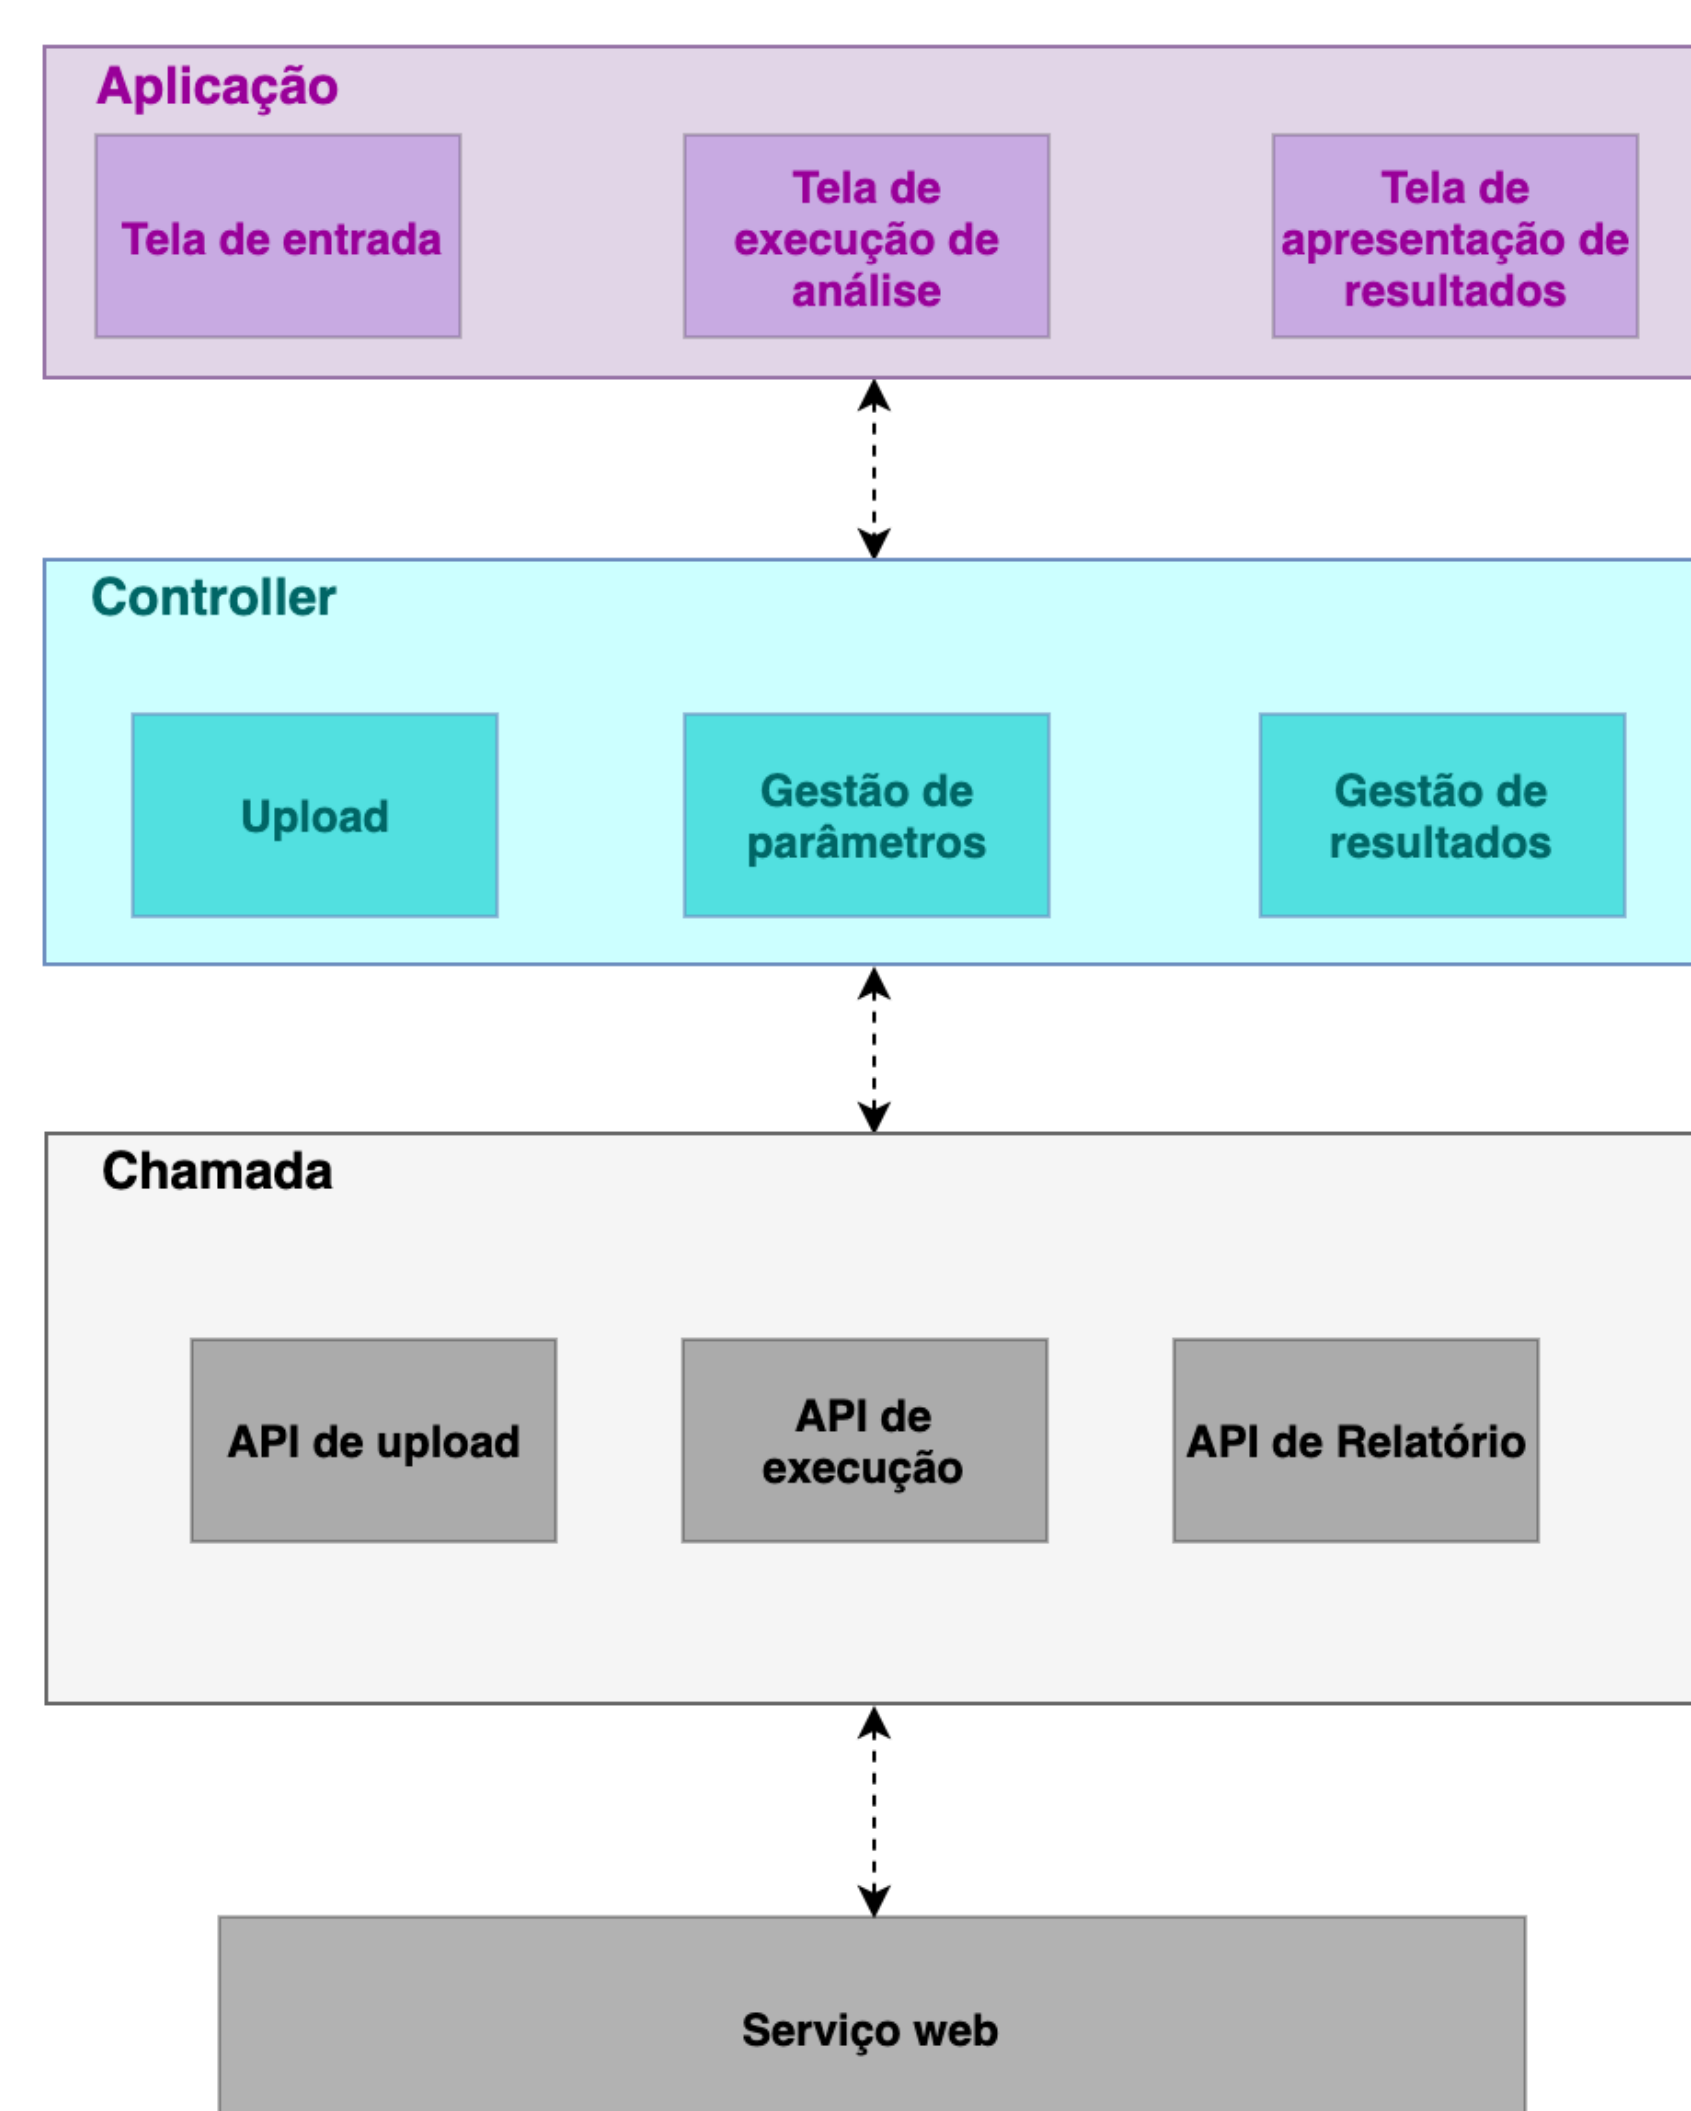 Aplicação
Tela de entrada
Tela de
execução de
análise
Tela de
apresentação de
resultados
Controller
Upload
Gestão de
parâmetros
Gestão de
resultados
Chamada
API de upload
API de
execução
API de Relatório
Serviço web